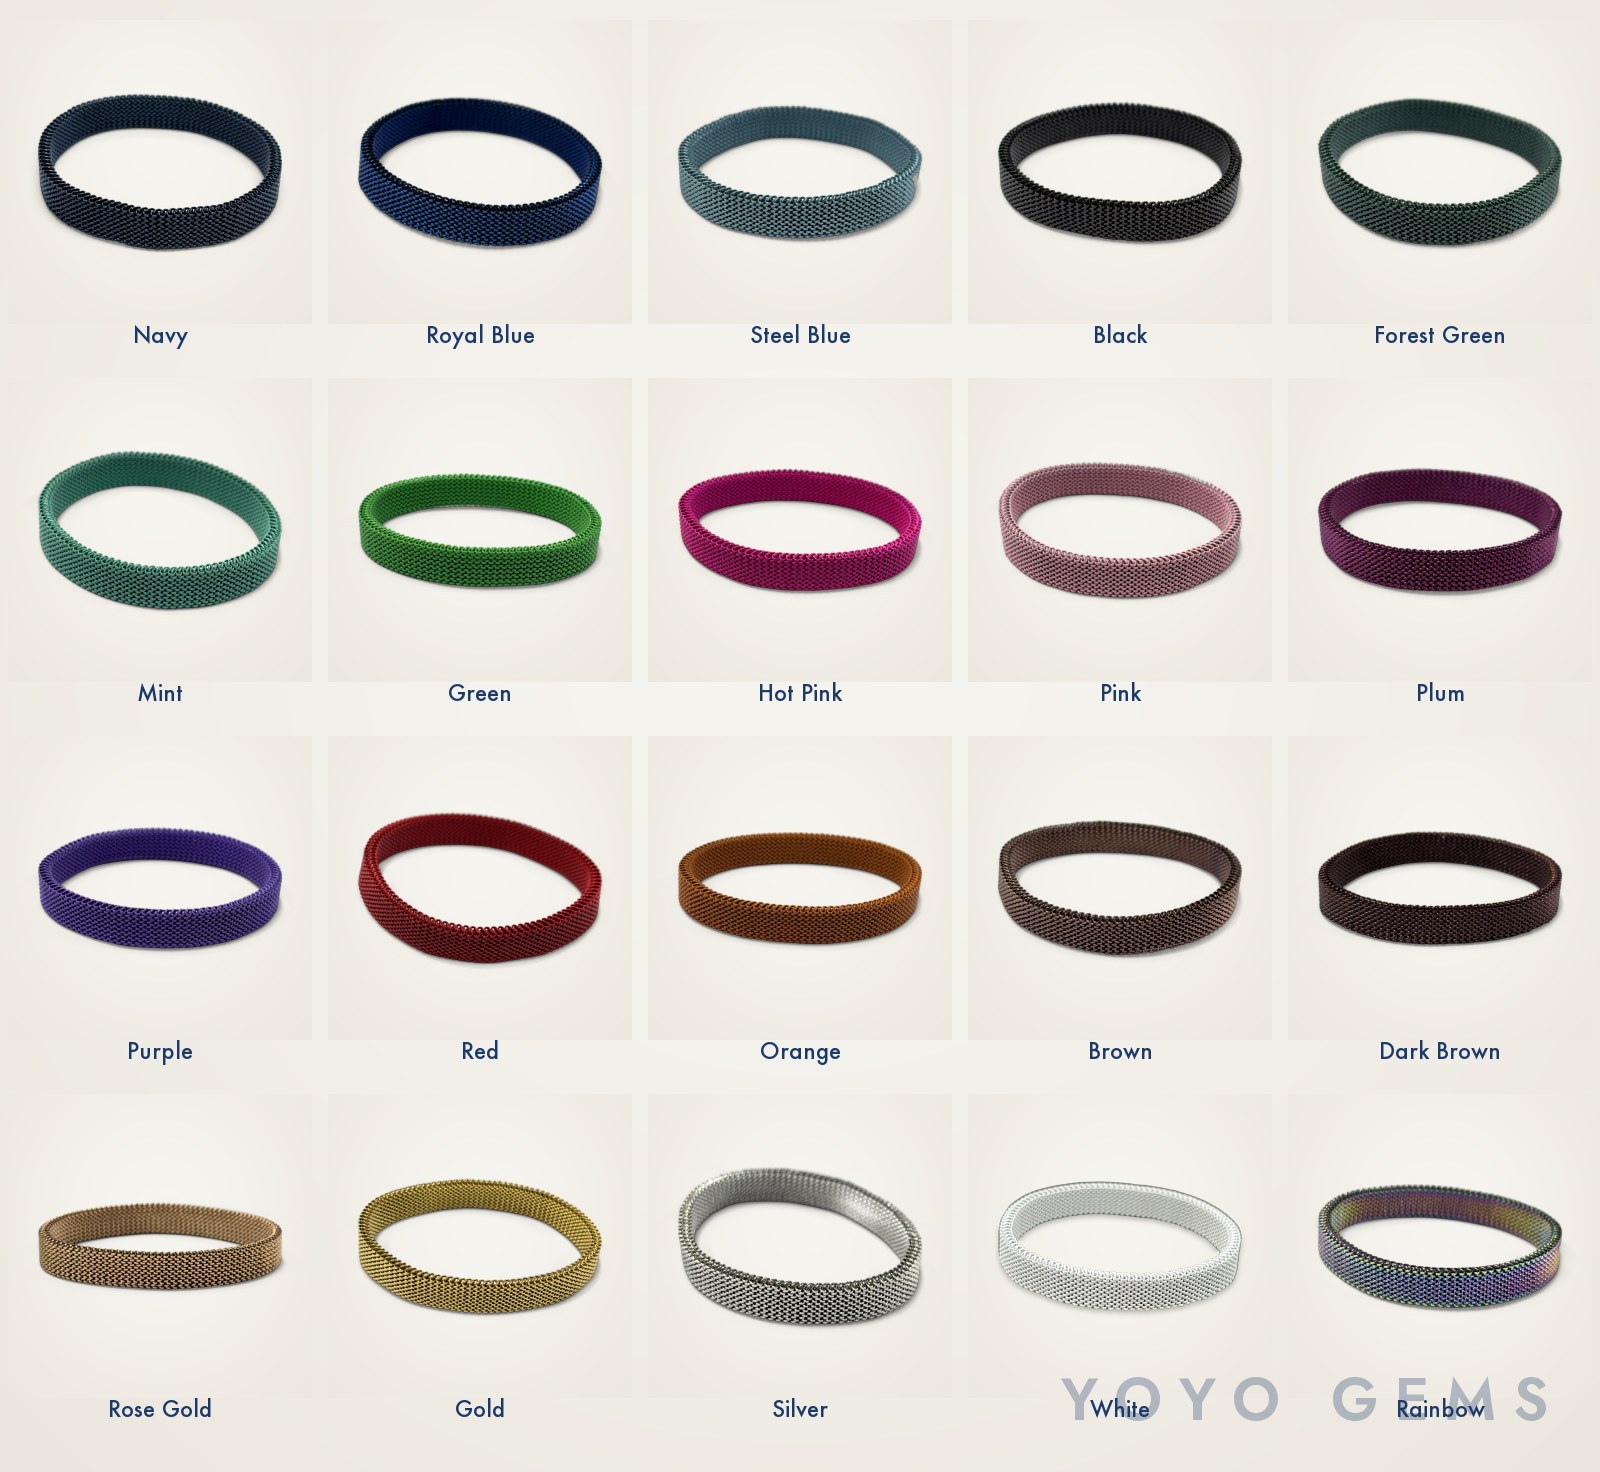 Navy
Royal Blue
Steel Blue
Black
Forest Green
Mint
Green
Hot Pink
Pink
Plum
Purple
Red
Orange
Brown
Dark Brown
Rose Gold
Gold
Silver
White
Rainbow
YOYO GEMS